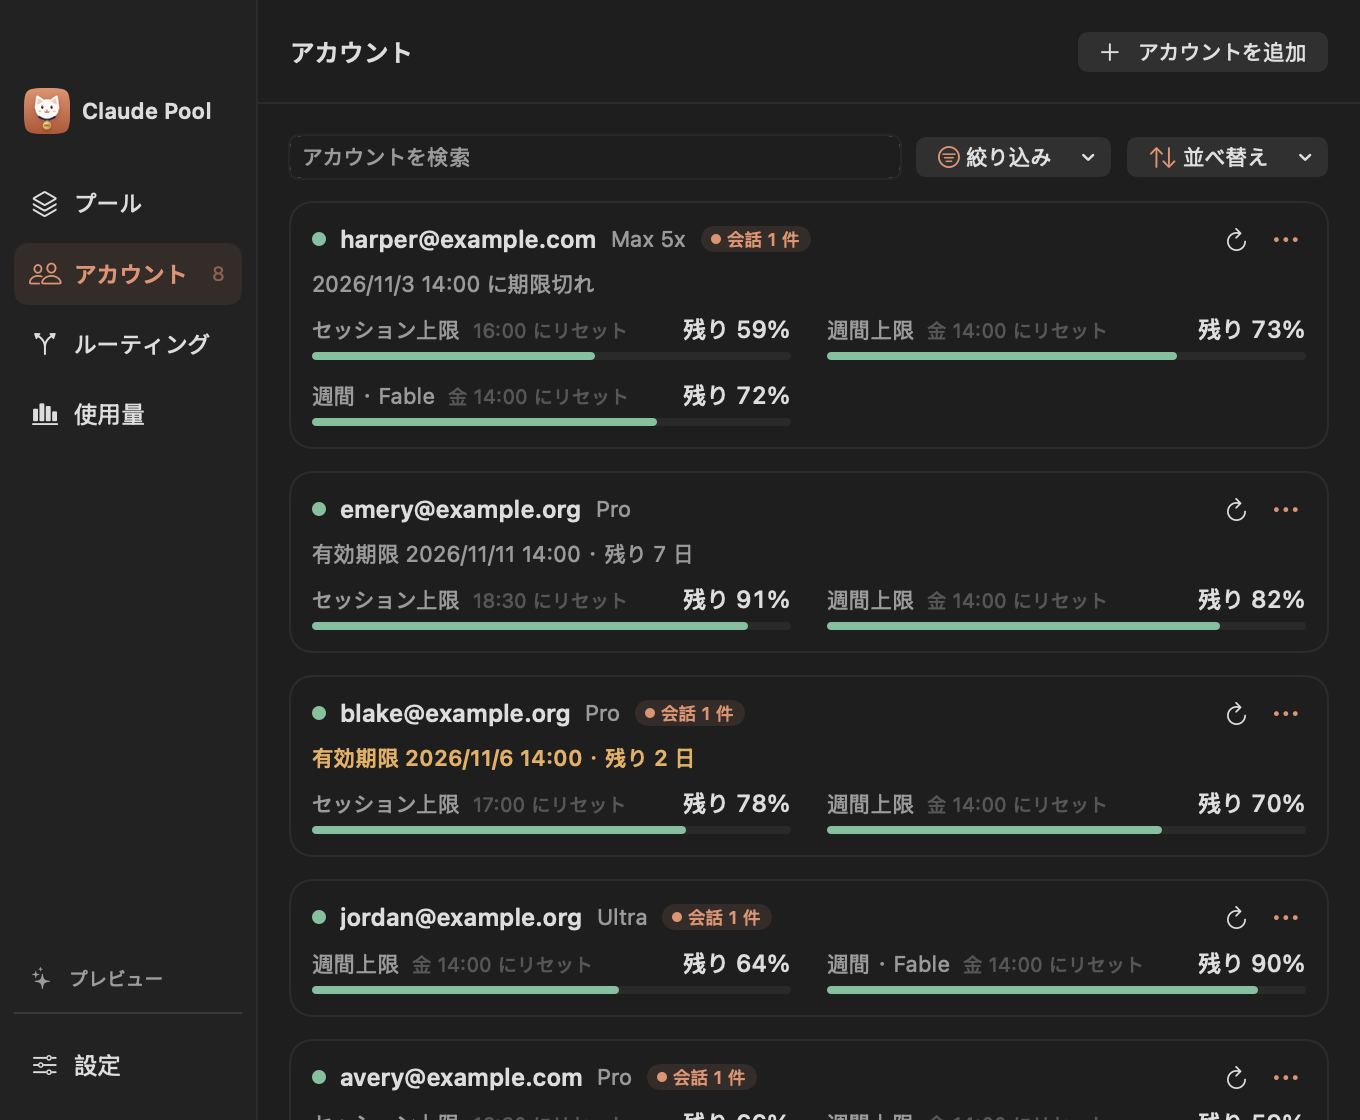 Claude Pool
プール
アカウント 8
ルーティング
使用量
プレビュー
設定
アカウント
アカウントを追加
アカウントを検索
絞り込み
並べ替え
harper@example.com Max 5x 会話 1 件
2026/11/3 14:00 に期限切れ
セッション上限 16:00 にリセット 残り 59%
週間上限 金 14:00 にリセット 残り 73%
週間・Fable 金 14:00 にリセット 残り 72%
emery@example.org Pro
有効期限 2026/11/11 14:00・残り 7 日
セッション上限 18:30 にリセット 残り 91%
週間上限 金 14:00 にリセット 残り 82%
blake@example.org Pro 会話 1 件
有効期限 2026/11/6 14:00・残り 2 日
セッション上限 17:00 にリセット 残り 78%
週間上限 金 14:00 にリセット 残り 70%
jordan@example.org Ultra 会話 1 件
週間上限 金 14:00 にリセット 残り 64%
週間・Fable 金 14:00 にリセット 残り 90%
avery@example.com Pro 会話 1 件